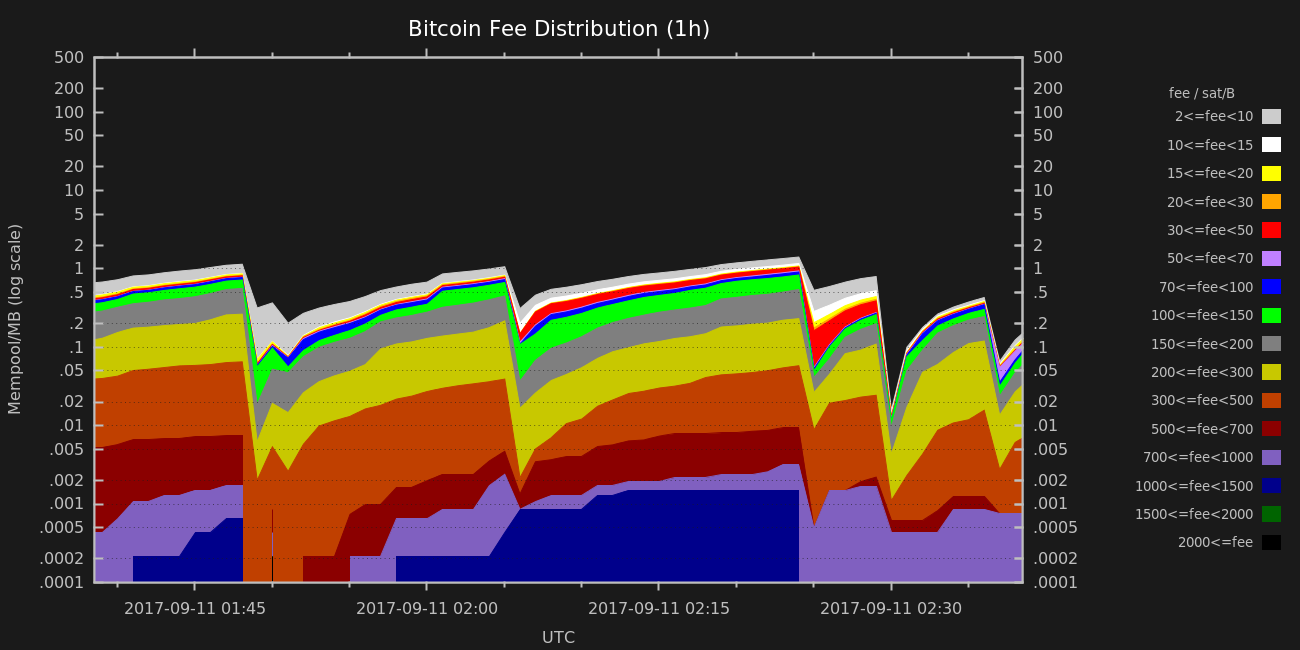 Bitcoin Fee Distribution (1h)
Mempool/MB (log scale)
500
200
100
50
20
10
5
2
1
.5
.2
.1
.05
.02
.01
.005
.002
.001
.0005
.0002
.0001
500
200
100
50
20
10
5
2
1
.5
.2
.1
.05
.02
.01
.005
.002
.001
.0005
.0002
.0001
2017-09-11 01:45
2017-09-11 02:00
2017-09-11 02:15
2017-09-11 02:30
UTC
fee / sat/B
2<=fee<10
10<=fee<15
15<=fee<20
20<=fee<30
30<=fee<50
50<=fee<70
70<=fee<100
100<=fee<150
150<=fee<200
200<=fee<300
300<=fee<500
500<=fee<700
700<=fee<1000
1000<=fee<1500
1500<=fee<2000
2000<=fee